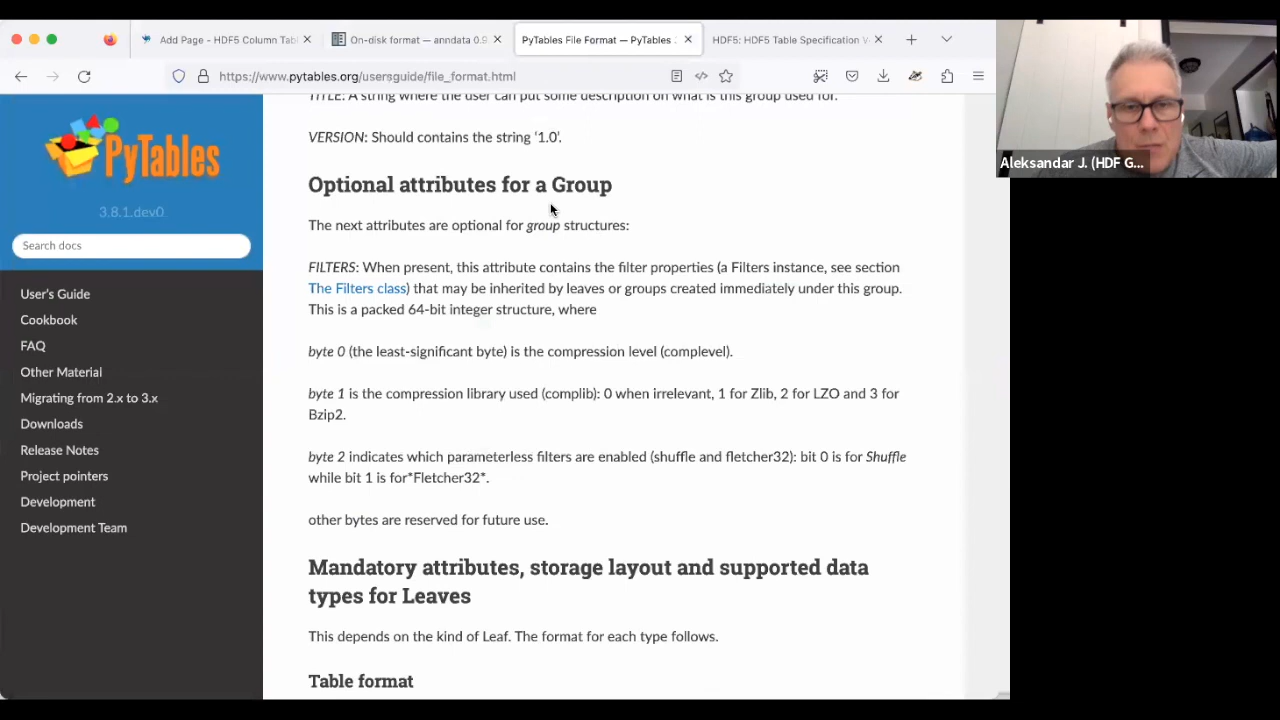 Add Page - HDF5 Column Tabl
On-disk format — anndata 0.9
PyTables File Format — PyTables
HDF5: HDF5 Table Specification V
https://www.pytables.org/usersguide/file_format.html
PyTables
3.8.1.dev0
Search docs
User's Guide
Cookbook
FAQ
Other Material
Migrating from 2.x to 3.x
Downloads
Release Notes
Project pointers
Development
Development Team
TITLE: A string where the user can put some description on what is this group used for.
VERSION: Should contains the string ‘1.0’.
Optional attributes for a Group
The next attributes are optional for group structures:
FILTERS: When present, this attribute contains the filter properties (a Filters instance, see section
The Filters class) that may be inherited by leaves or groups created immediately under this group.
This is a packed 64-bit integer structure, where
byte 0 (the least-significant byte) is the compression level (complevel).
byte 1 is the compression library used (complib): 0 when irrelevant, 1 for Zlib, 2 for LZO and 3 for
Bzip2.
byte 2 indicates which parameterless filters are enabled (shuffle and fletcher32): bit 0 is for Shuffle
while bit 1 is for*Fletcher32*.
other bytes are reserved for future use.
Mandatory attributes, storage layout and supported data
types for Leaves
This depends on the kind of Leaf. The format for each type follows.
Table format
Aleksandar J. (HDF G...